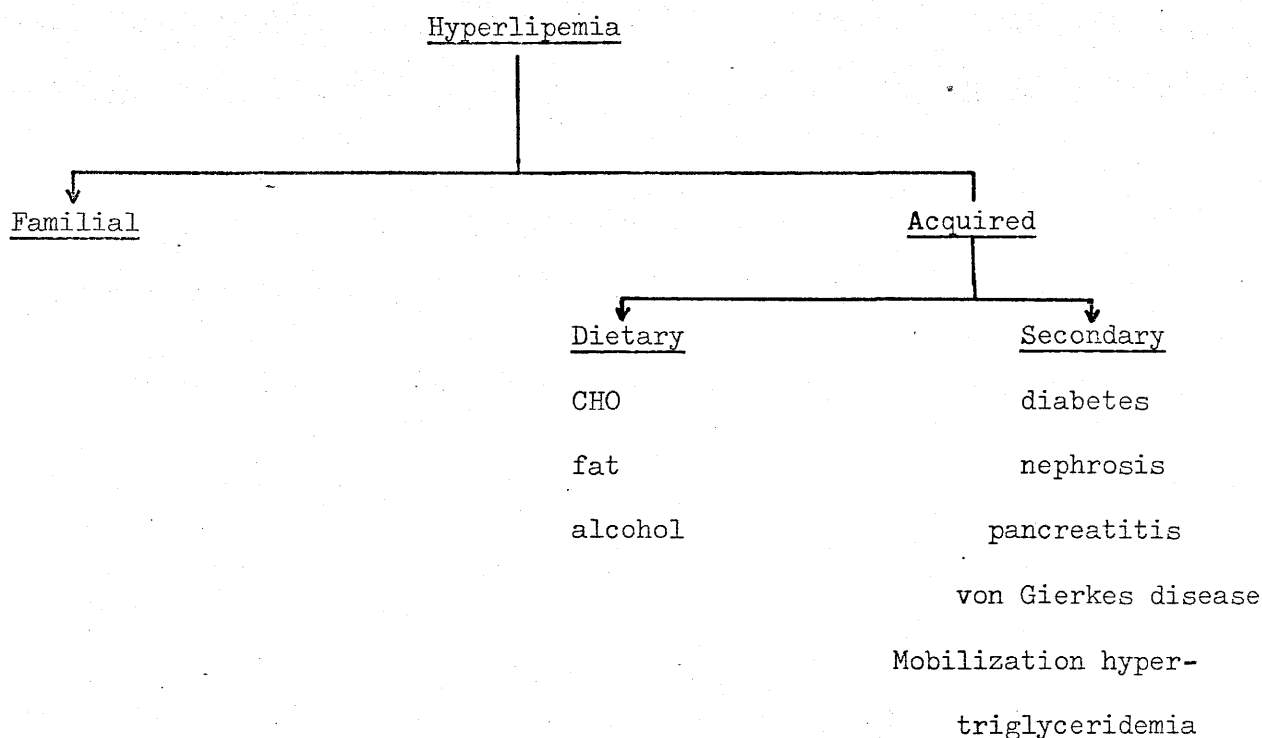 Hyperlipemia
Familial
Acquired
Dietary
Secondary
CHO
diabetes
fat
nephrosis
alcohol
pancreatitis
von Gierkes disease
Mobilization hyper-
triglyceridemia